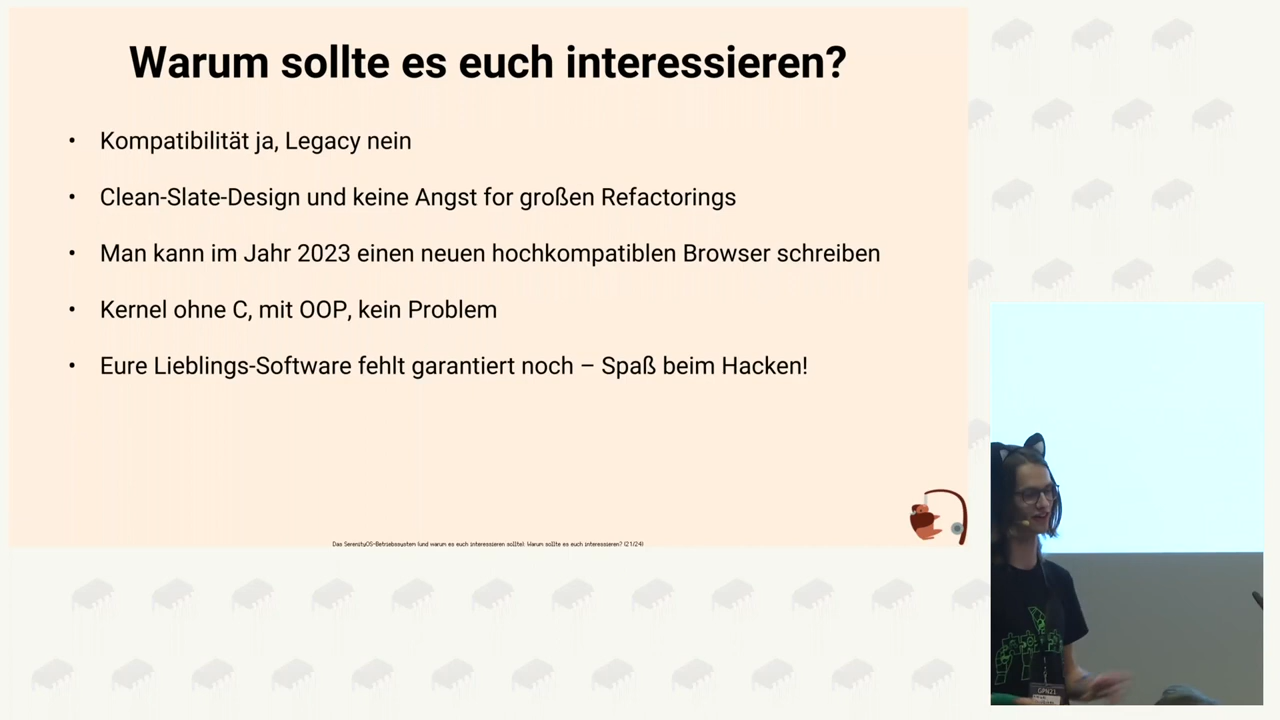 Warum sollte es euch interessieren?
• Kompatibilität ja, Legacy nein
• Clean-Slate-Design und keine Angst for großen Refactorings
• Man kann im Jahr 2023 einen neuen hochkompatiblen Browser schreiben
• Kernel ohne C, mit OOP, kein Problem
• Eure Lieblings-Software fehlt garantiert noch – Spaß beim Hacken!
Das SerenityOS-Betriebssystem (und warum es euch interessieren sollte): Warum sollte es euch interessieren? (21/24)
GPN21